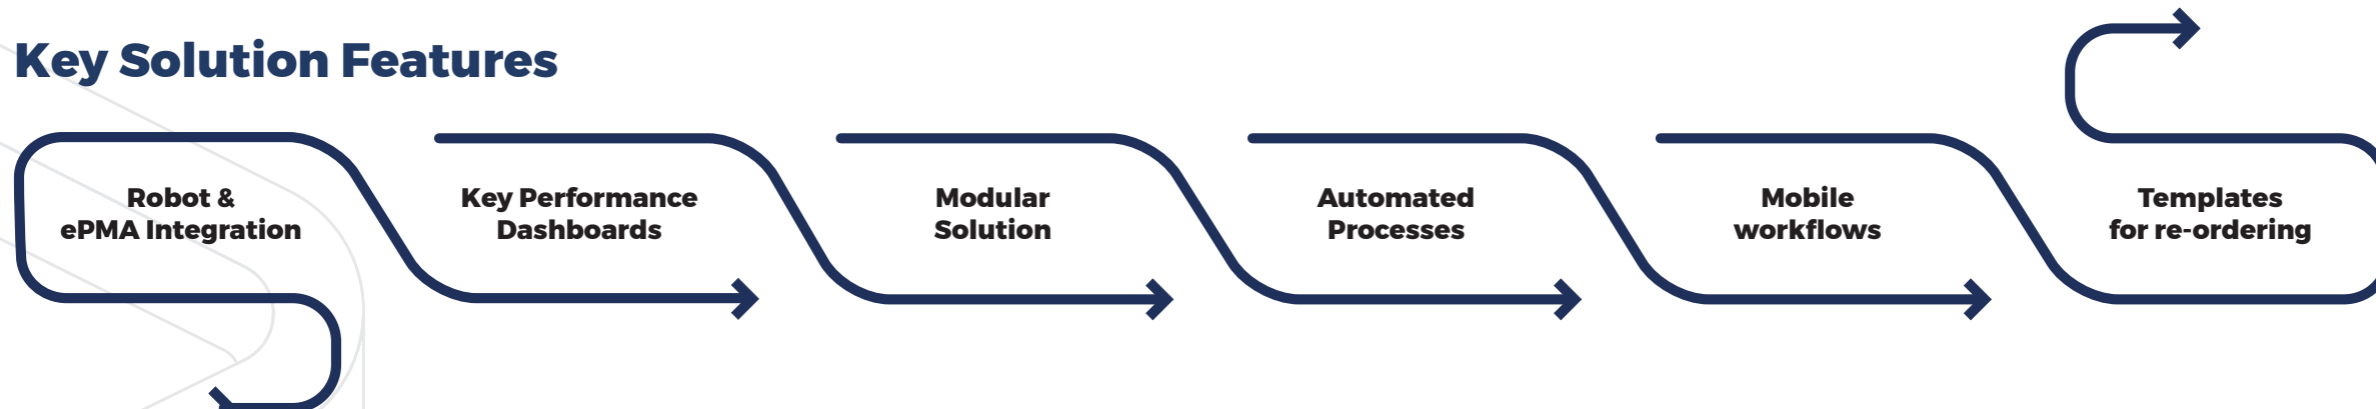 Key Solution Features
Robot &
ePMA Integration
Key Performance
Dashboards
Modular
Solution
Automated
Processes
Mobile
workflows
Templates
for re-ordering